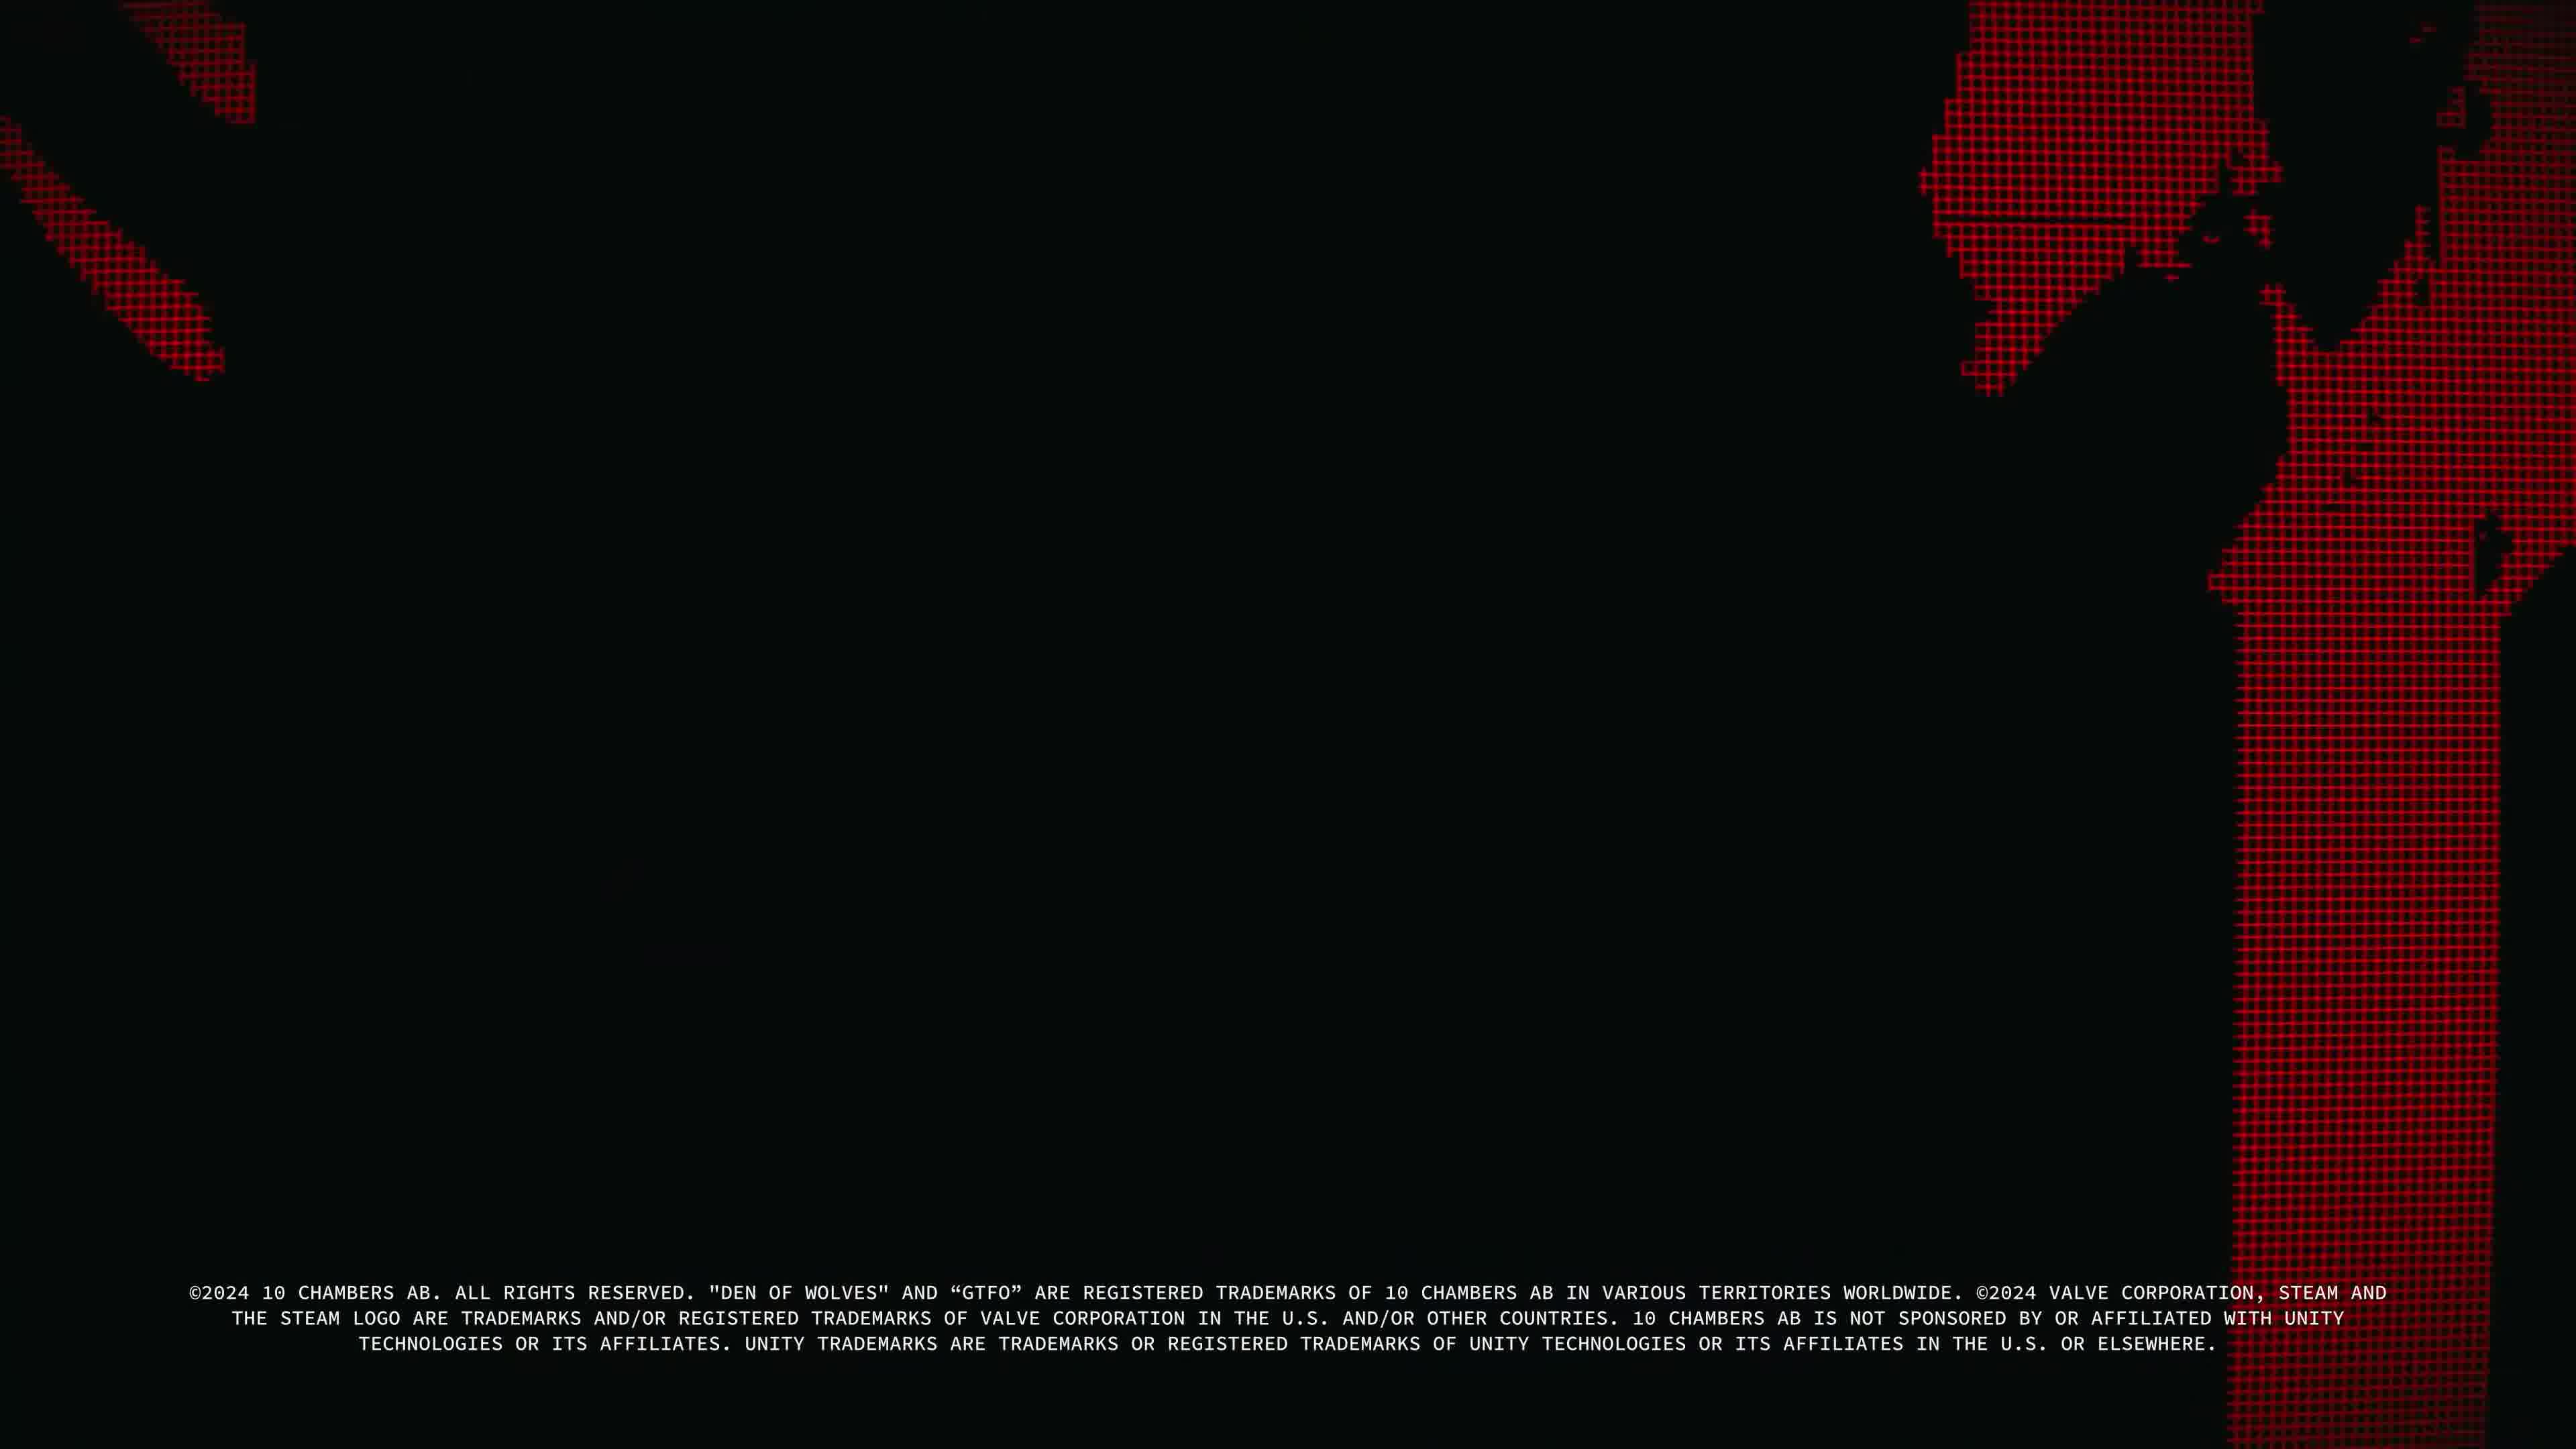 ©2024 10 CHAMBERS AB. ALL RIGHTS RESERVED. "DEN OF WOLVES" AND “GTFO” ARE REGISTERED TRADEMARKS OF 10 CHAMBERS AB IN VARIOUS TERRITORIES WORLDWIDE. ©2024 VALVE CORPORATION, STEAM AND
THE STEAM LOGO ARE TRADEMARKS AND/OR REGISTERED TRADEMARKS OF VALVE CORPORATION IN THE U.S. AND/OR OTHER COUNTRIES. 10 CHAMBERS AB IS NOT SPONSORED BY OR AFFILIATED WITH UNITY
TECHNOLOGIES OR ITS AFFILIATES. UNITY TRADEMARKS ARE TRADEMARKS OR REGISTERED TRADEMARKS OF UNITY TECHNOLOGIES OR ITS AFFILIATES IN THE U.S. OR ELSEWHERE.